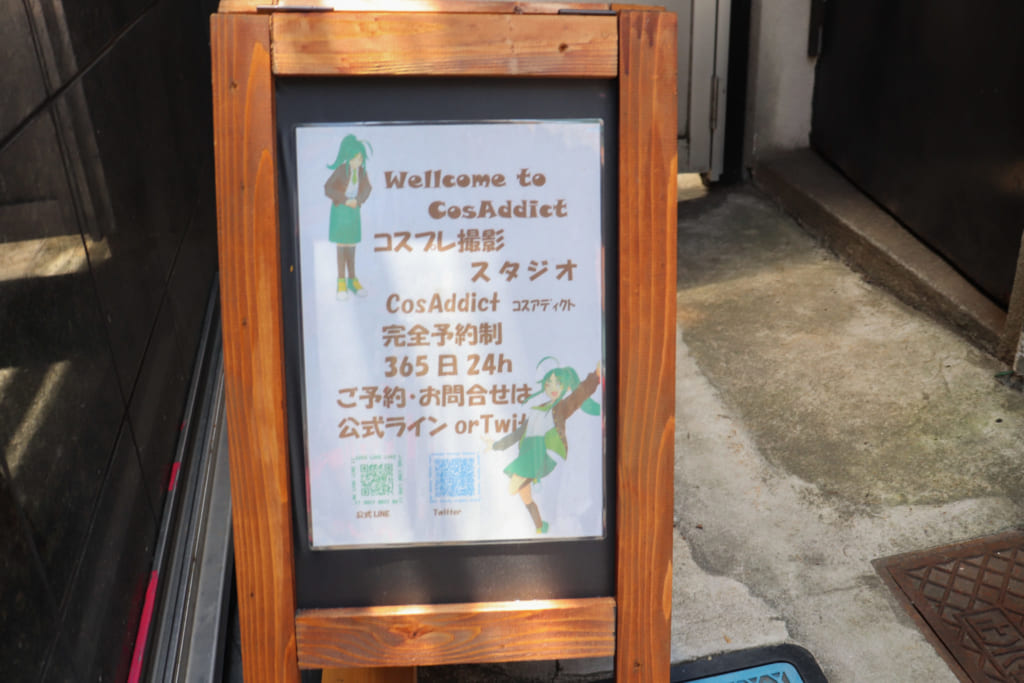 Wellcome to
CosAddict
コスプレ撮影
スタジオ
CosAddict コスアディクト
完全予約制
365日24h
ご予約・お問合せは
公式ライン orTwit
公式LINE
Twitter